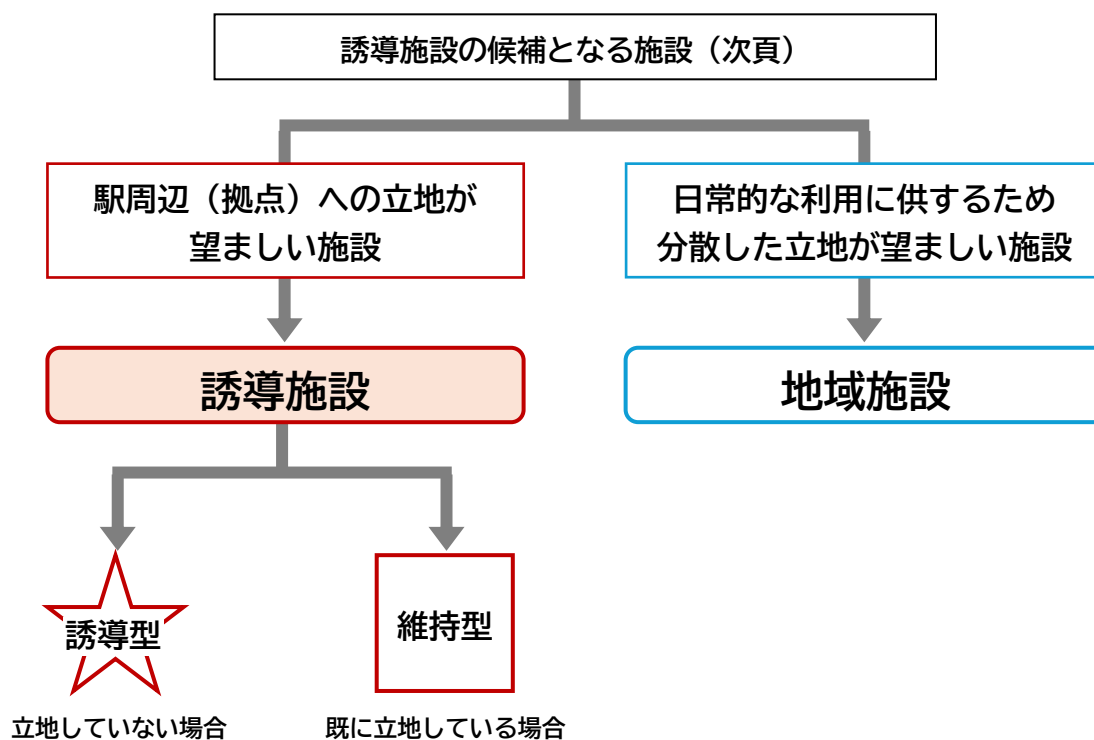 誘導施設の候補となる施設（次頁）
駅周辺（拠点）への立地が
望ましい施設
日常的な利用に供するため
分散した立地が望ましい施設
誘導施設
地域施設
誘導型
維持型
立地していない場合
既に立地している場合